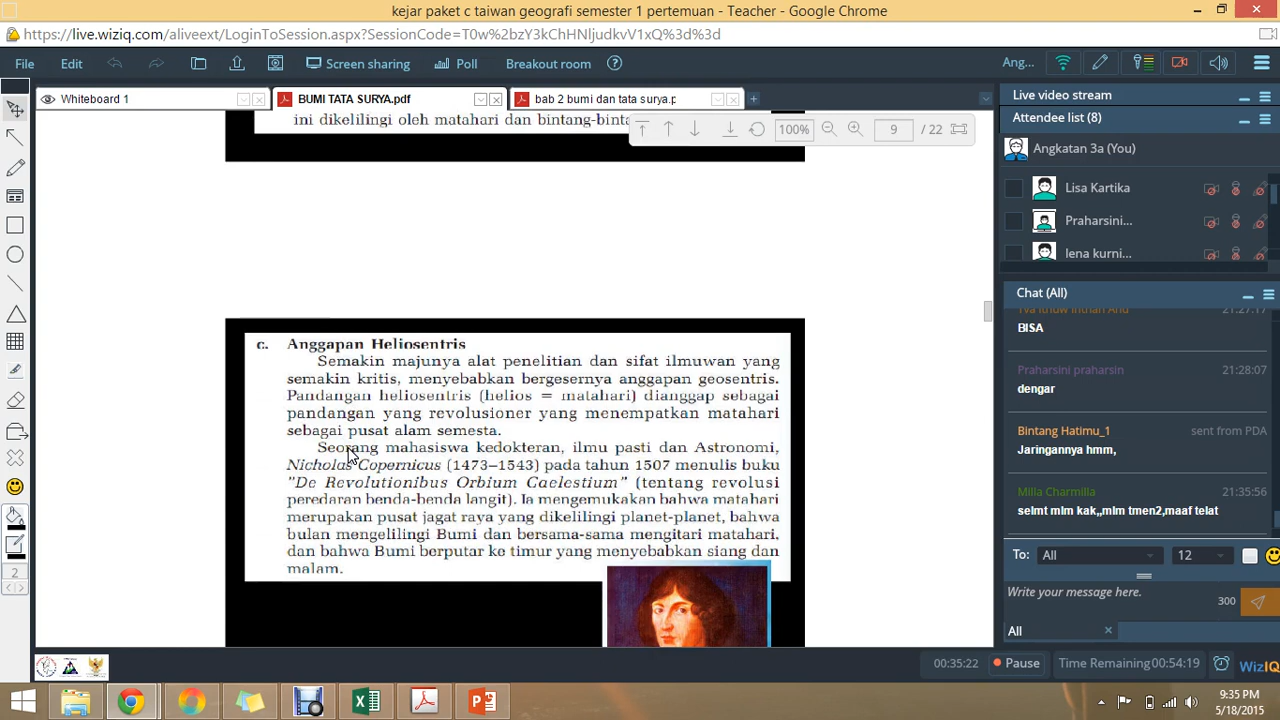 kejar paket c taiwan geografi semester 1 pertemuan - Teacher - Google Chrome
https://live.wiziq.com/aliveext/LoginToSession.aspx?SessionCode=T0w%2bzY3kChHNljudkvV1xQ%3d%3d
File Edit Screen sharing Poll Breakout room ? Ang...
Whiteboard 1 BUMI TATA SURYA.pdf bab 2 bumi dan tata surya.p
ini dikelilingi oleh matahari dan bintang-binta
100% 9 / 22
c. Anggapan Heliosentris
Semakin majunya alat penelitian dan sifat ilmuwan yang
semakin kritis, menyebabkan bergesernya anggapan geosentris.
Pandangan heliosentris (helios = matahari) dianggap sebagai
pandangan yang revolusioner yang menempatkan matahari
sebagai pusat alam semesta.
Seorang mahasiswa kedokteran, ilmu pasti dan Astronomi,
Nicholas Copernicus (1473–1543) pada tahun 1507 menulis buku
"De Revolutionibus Orbium Caelestium" (tentang revolusi
peredaran benda-benda langit). Ia mengemukakan bahwa matahari
merupakan pusat jagat raya yang dikelilingi planet-planet, bahwa
bulan mengelilingi Bumi dan bersama-sama mengitari matahari,
dan bahwa Bumi berputar ke timur yang menyebabkan siang dan
malam.
Live video stream
Attendee list (8)
Angkatan 3a (You)
Lisa Kartika
Praharsini...
lena kurni...
Chat (All)
21:27:17
BISA
Praharsini praharsin 21:28:07
dengar
Bintang Hatimu_1 sent from PDA
Jaringannya hmm,
Milla Charmilla 21:35:56
selmt mlm kak,,mlm tmen2,maaf telat
To: All 12
Write your message here. 300
All
2
00:35:22 Pause Time Remaining 00:54:19 WizIQ
9:35 PM
5/18/2015